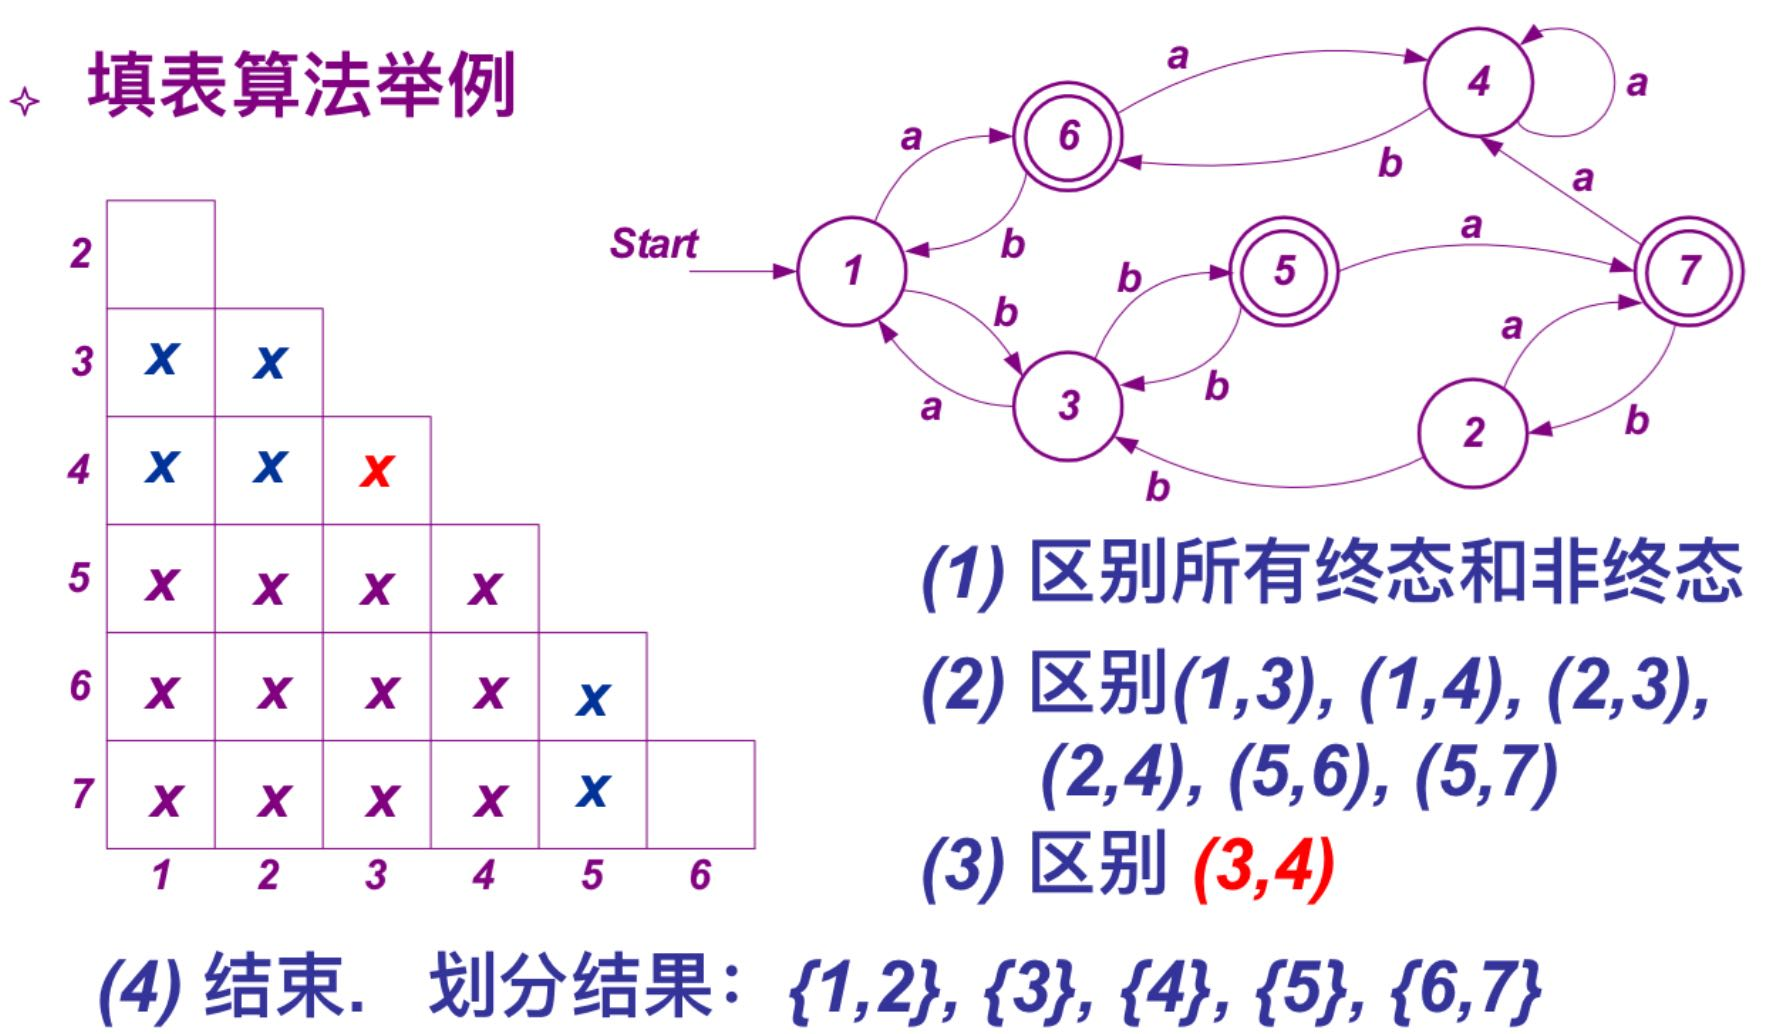 ✧ 填表算法举例
a
4
a
6
a
b
a
Start
1
b
b
5
a
7
b
a
3
b
a
2
b
b
2
3 x x
4 x x x
5 x x x x
6 x x x x x
7 x x x x x
1 2 3 4 5 6
(1) 区别所有终态和非终态
(2) 区别(1,3), (1,4), (2,3),
(2,4), (5,6), (5,7)
(3) 区别 (3,4)
(4) 结束. 划分结果：{1,2}, {3}, {4}, {5}, {6,7}